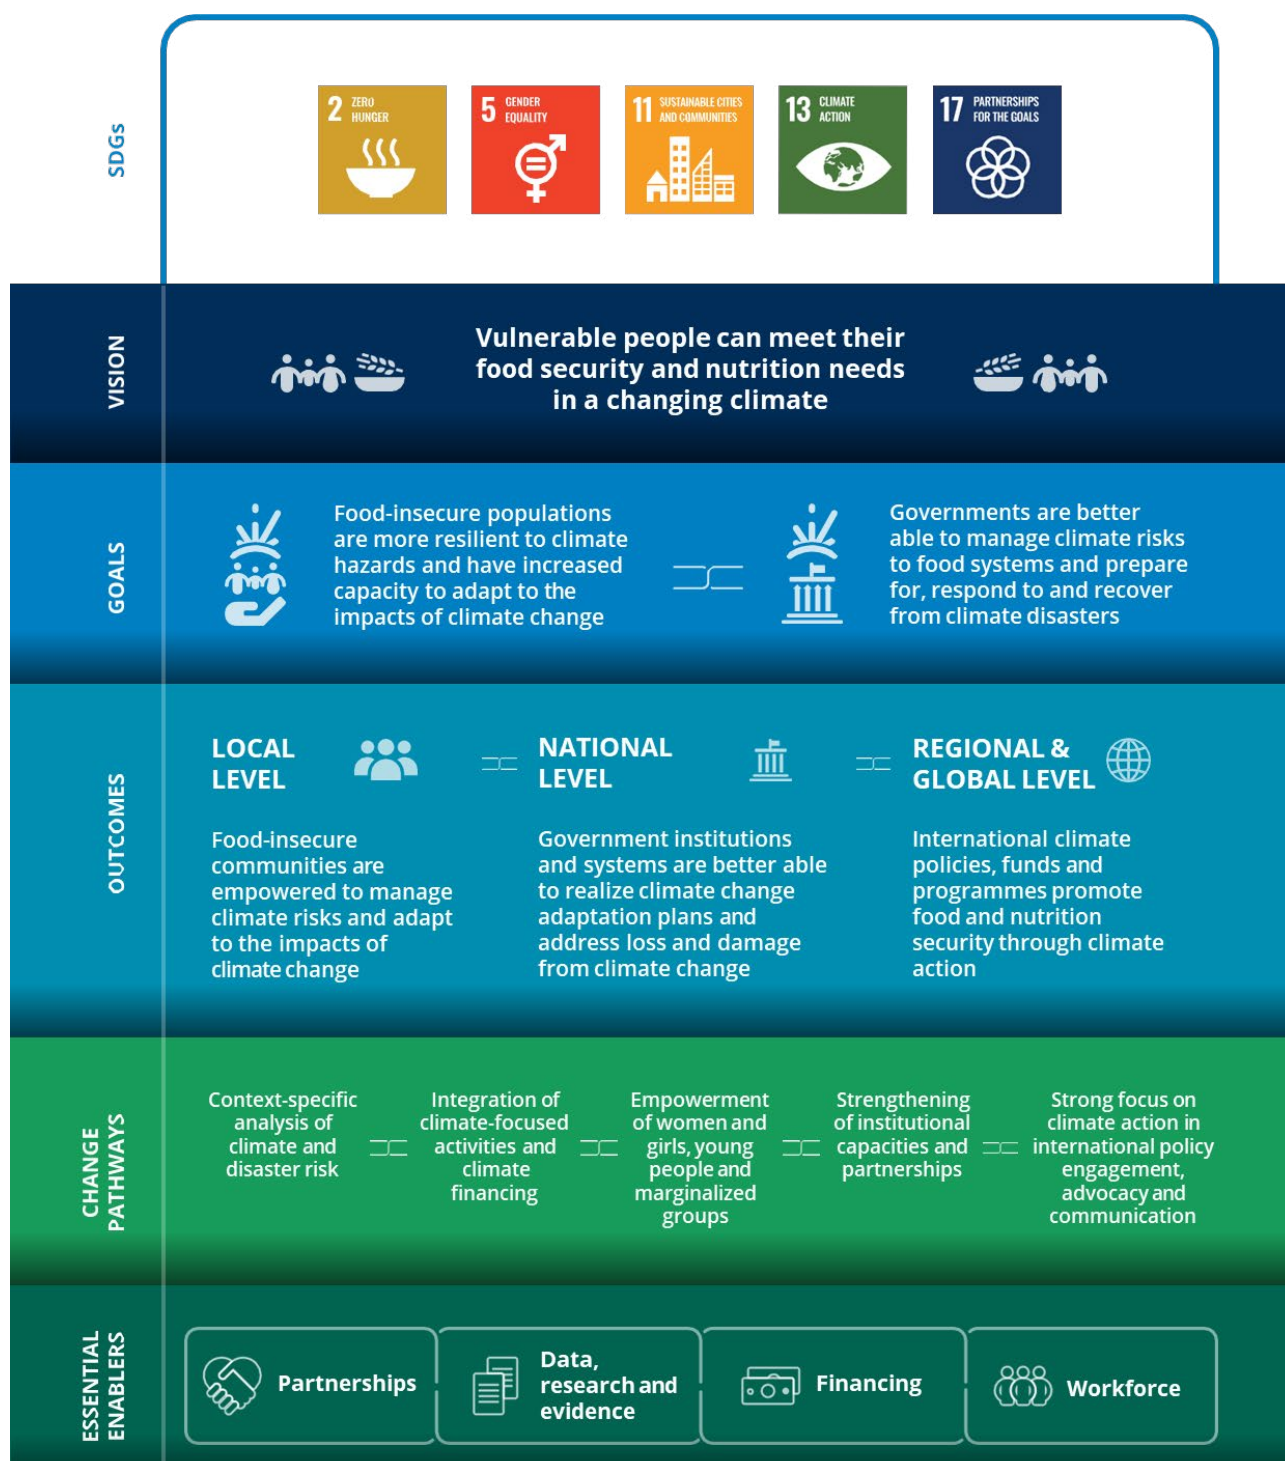 SDGs
2 ZERO
HUNGER
5 GENDER
EQUALITY
11 SUSTAINABLE CITIES
AND COMMUNITIES
13 CLIMATE
ACTION
17 PARTNERSHIPS
FOR THE GOALS
VISION
Vulnerable people can meet their
food security and nutrition needs
in a changing climate
GOALS
Food-insecure populations
are more resilient to climate
hazards and have increased
capacity to adapt to the
impacts of climate change
Governments are better
able to manage climate risks
to food systems and prepare
for, respond to and recover
from climate disasters
OUTCOMES
LOCAL
LEVEL
Food-insecure
communities are
empowered to manage
climate risks and adapt
to the impacts of
climate change
NATIONAL
LEVEL
Government institutions
and systems are better able
to realize climate change
adaptation plans and
address loss and damage
from climate change
REGIONAL &
GLOBAL LEVEL
International climate
policies, funds and
programmes promote
food and nutrition
security through climate
action
CHANGE
PATHWAYS
Context-specific
analysis of
climate and
disaster risk
Integration of
climate-focused
activities and
climate
financing
Empowerment
of women and
girls, young
people and
marginalized
groups
Strengthening
of institutional
capacities and
partnerships
Strong focus on
climate action in
international policy
engagement,
advocacy and
communication
ESSENTIAL
ENABLERS
Partnerships
Data,
research and
evidence
Financing
Workforce